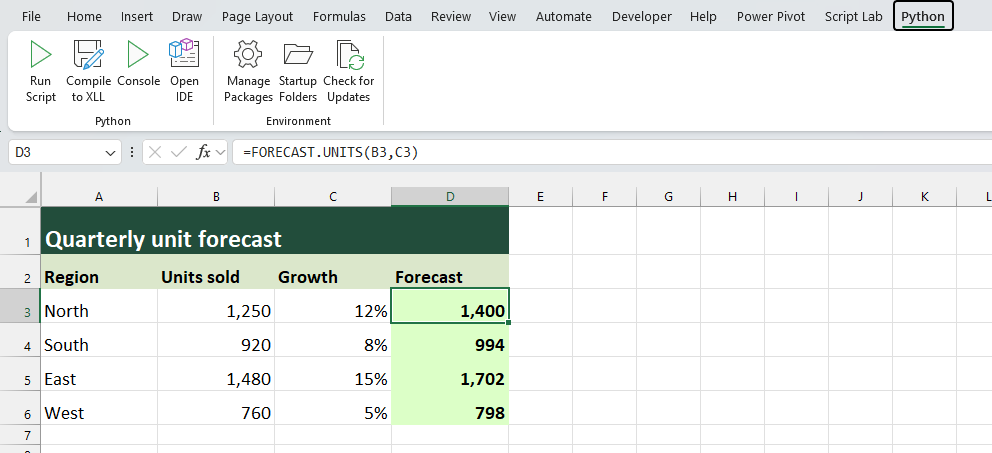 File Home Insert Draw Page Layout Formulas Data Review View Automate Developer Help Power Pivot Script Lab Python
Run Script
Compile to XLL
Console
Open IDE
Manage Packages
Startup Folders
Check for Updates
Python
Environment
D3 fx =FORECAST.UNITS(B3,C3)
A B C D E F G H I J K L
1 Quarterly unit forecast
2 Region Units sold Growth Forecast
3 North 1,250 12% 1,400
4 South 920 8% 994
5 East 1,480 15% 1,702
6 West 760 5% 798
7